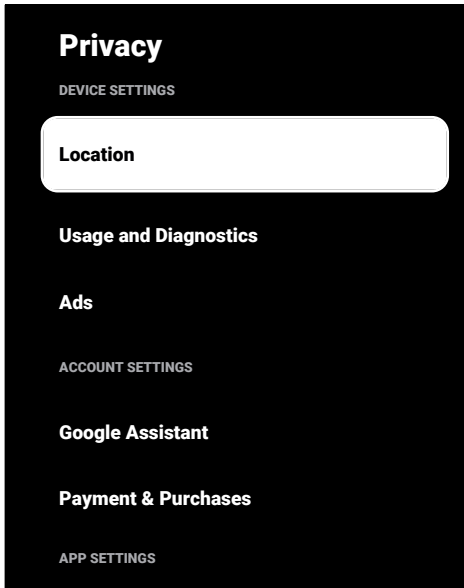 Privacy
DEVICE SETTINGS
Location
Usage and Diagnostics
Ads
ACCOUNT SETTINGS
Google Assistant
Payment & Purchases
APP SETTINGS